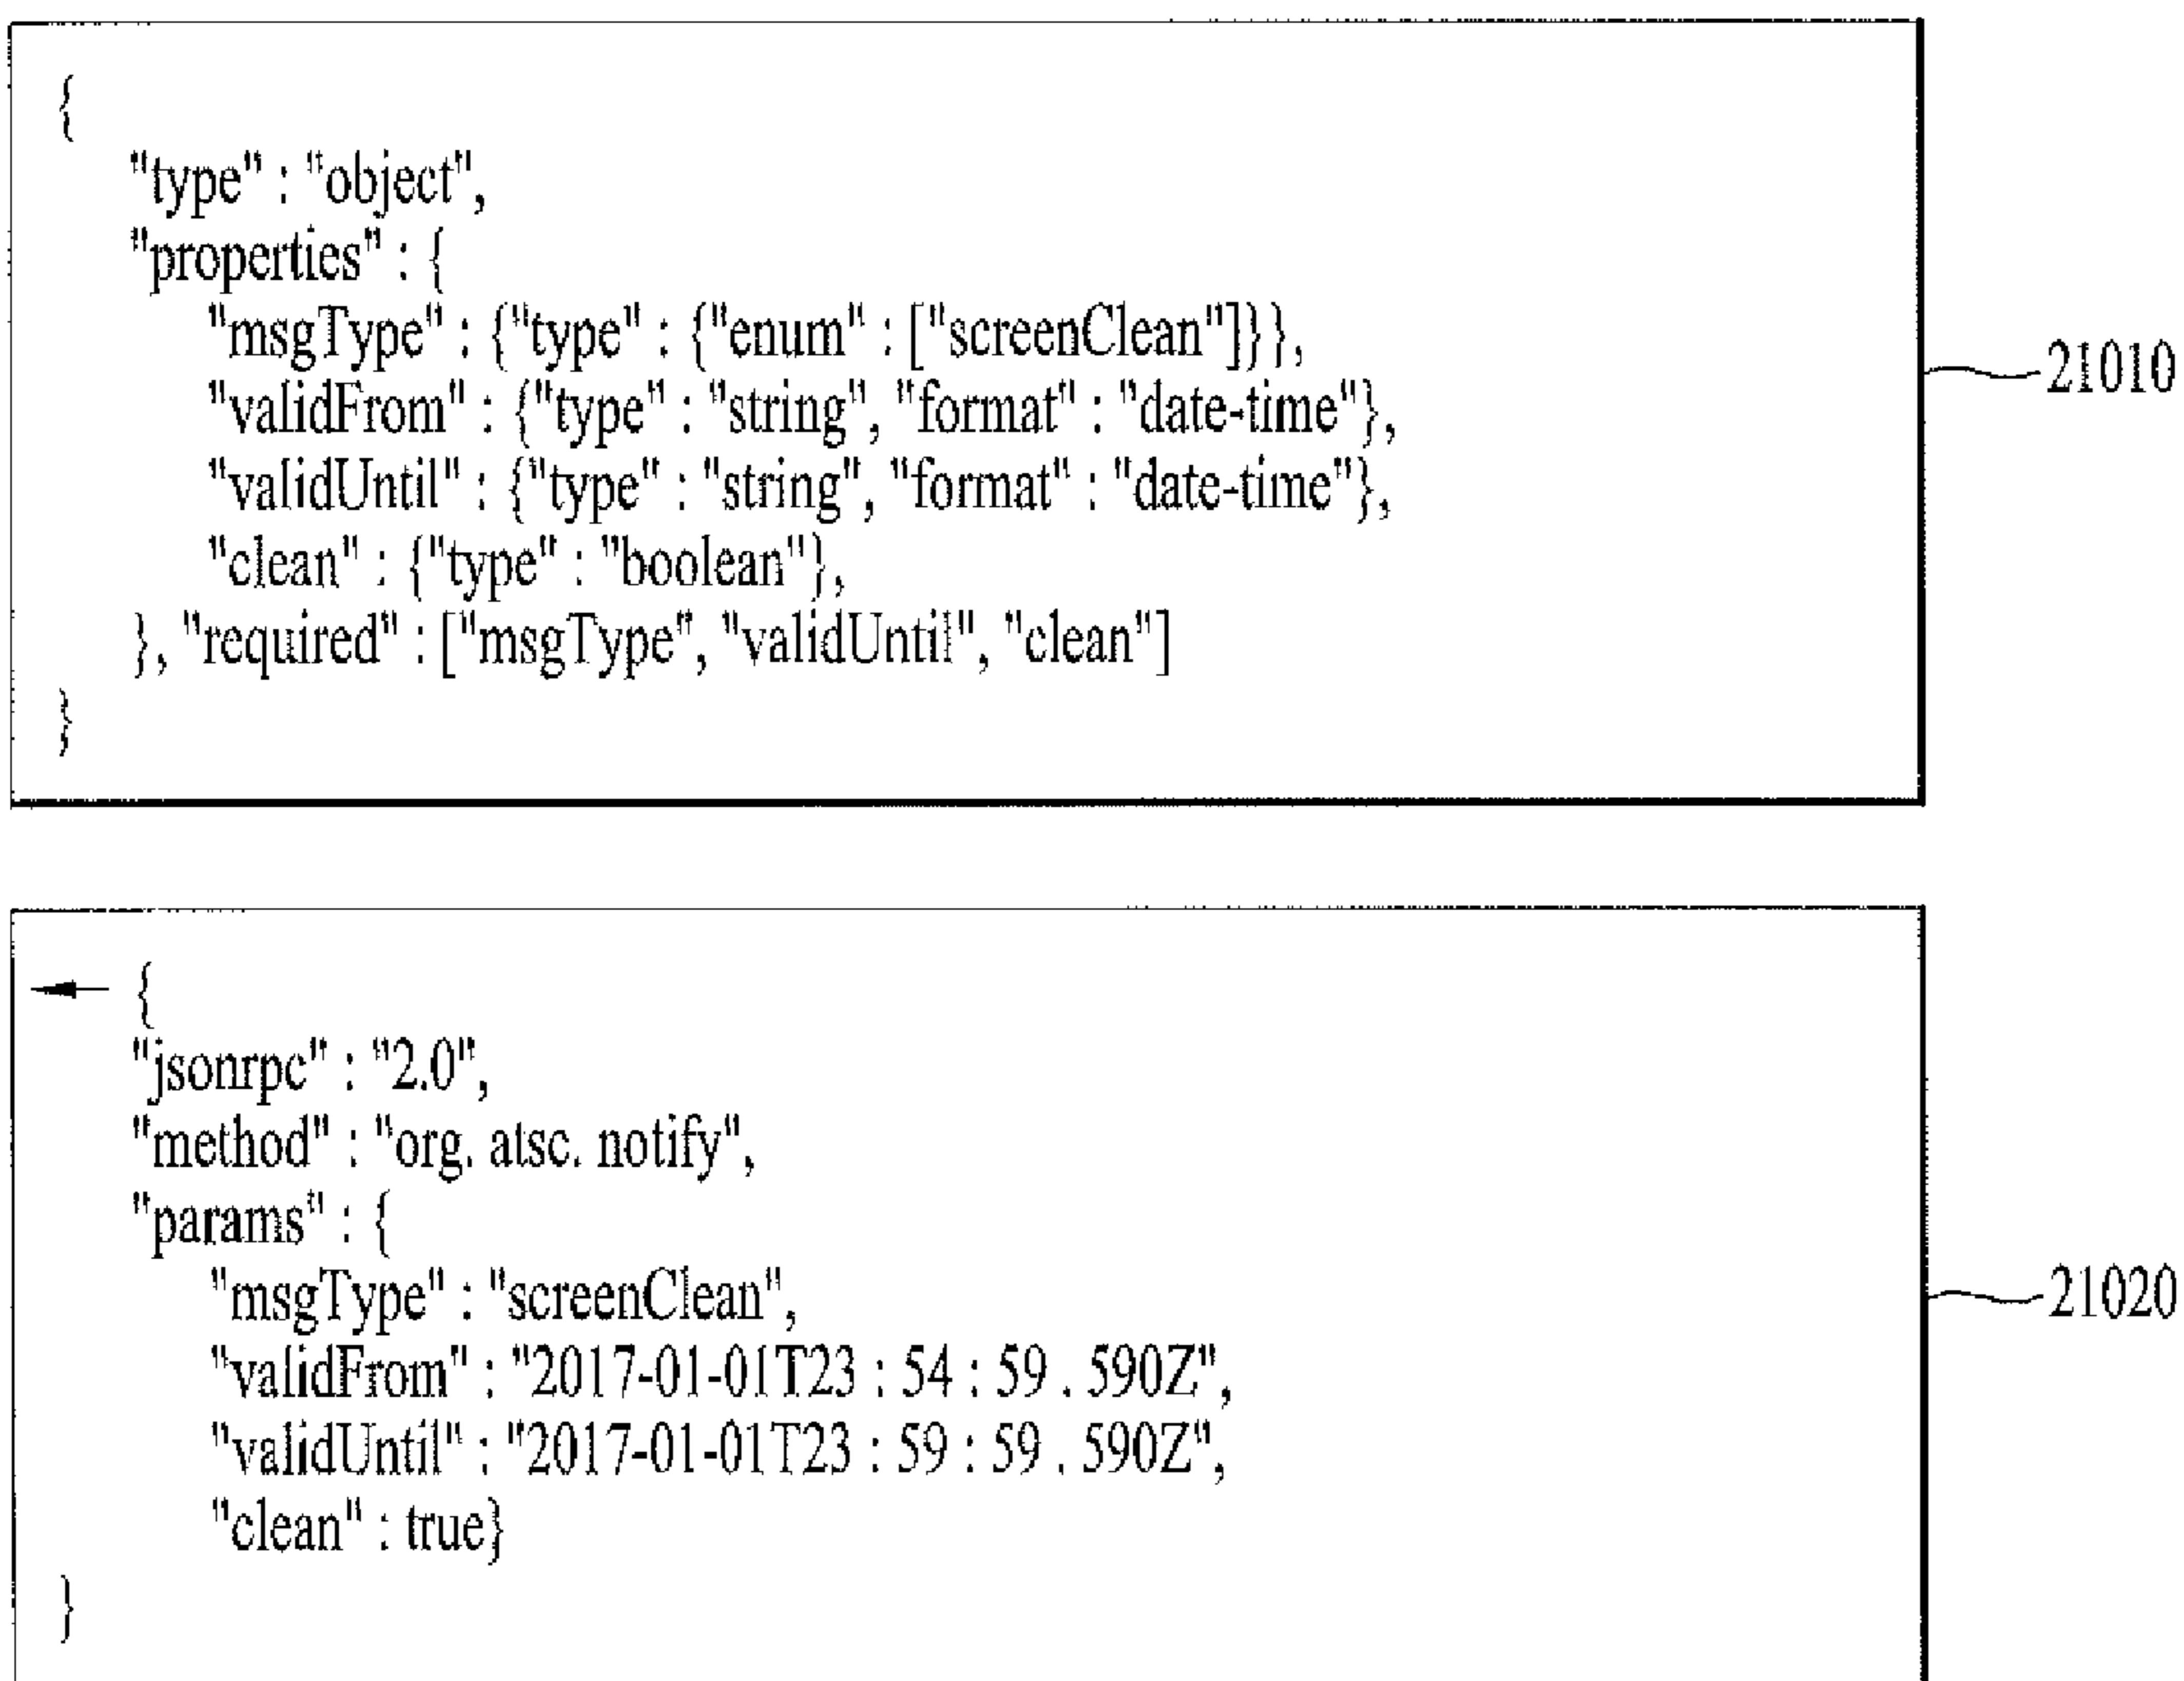 {
"type" : "object",
"properties" : {
"msgType" : {"type" : {"enum" : ["screenClean"]}},
"validFrom" : {"type" : "string", "format" : "date-time"},
"validUntil" : {"type" : "string", "format" : "date-time"},
"clean" : {"type" : "boolean"},
}, "required" : ["msgType", "validUntil", "clean"]
}
21010
{
"jsonrpc" : "2.0",
"method" : "org. atsc. notify",
"params" : {
"msgType" : "screenClean",
"validFrom" : "2017-01-01T23 : 54 : 59 . 590Z",
"validUntil" : "2017-01-01T23 : 59 : 59 . 590Z",
"clean" : true}
}
21020